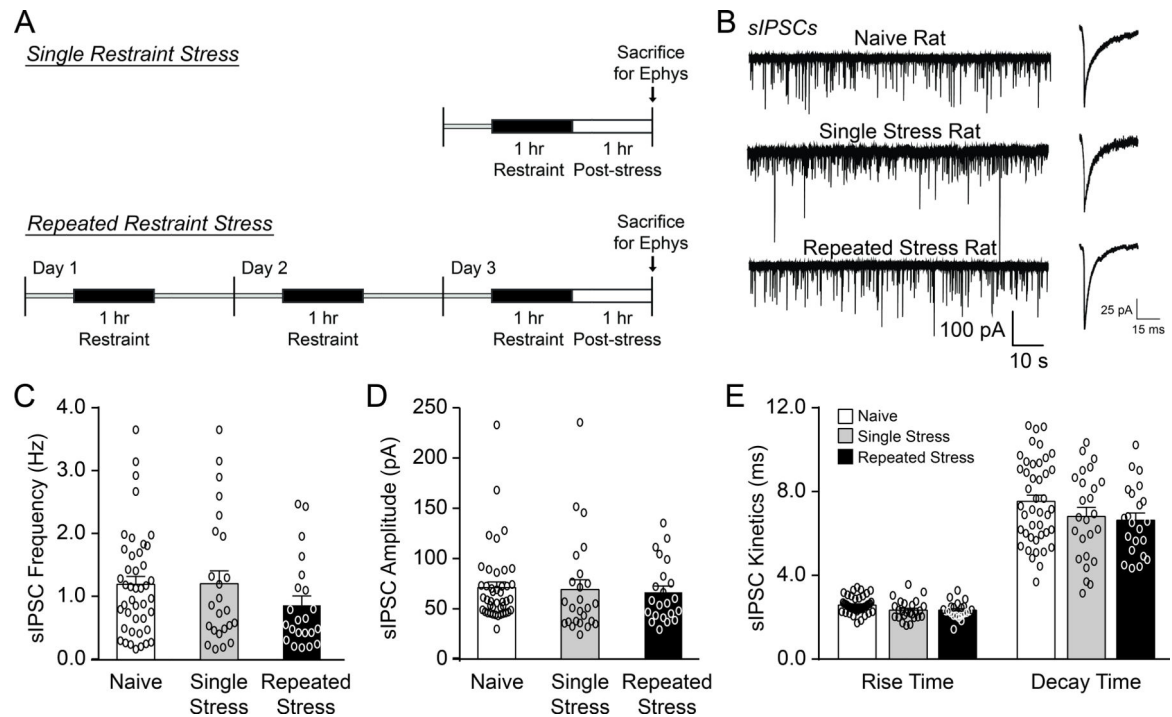 A
Single Restraint Stress
Sacrifice
for Ephys
1 hr
Restraint
1 hr
Post-stress
Repeated Restraint Stress
Sacrifice
for Ephys
Day 1
Day 2
Day 3
1 hr
Restraint
1 hr
Restraint
1 hr
Restraint
1 hr
Post-stress
B
sIPSCs
Naive Rat
Single Stress Rat
Repeated Stress Rat
100 pA
10 s
25 pA
15 ms
C
sIPSC Frequency (Hz)
4.0
3.0
2.0
1.0
0.0
Naive
Single
Stress
Repeated
Stress
D
sIPSC Amplitude (pA)
250
200
150
100
50
0
Naive
Single
Stress
Repeated
Stress
E
sIPSC Kinetics (ms)
12.0
8.0
4.0
0.0
Naive
Single Stress
Repeated Stress
Rise Time
Decay Time